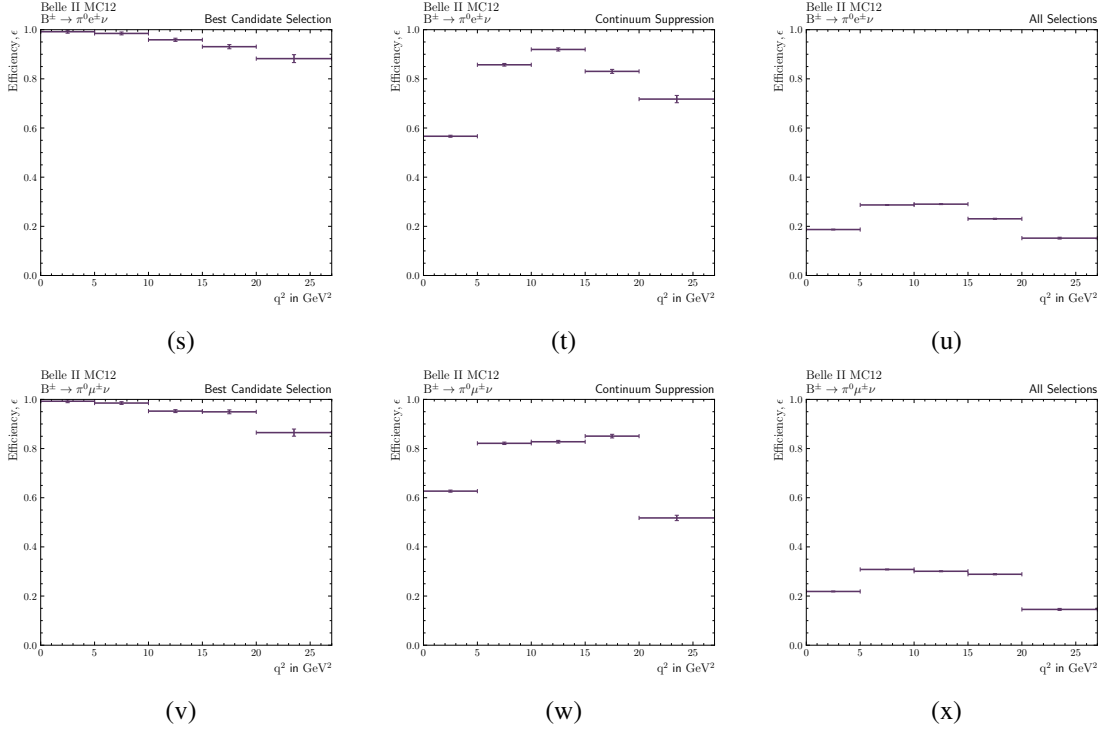 Belle II MC12
B± → π⁰e±ν
Best Candidate Selection
Efficiency, ϵ
1.0
0.8
0.6
0.4
0.2
0.0
0 5 10 15 20 25
q² in GeV²
(s)
Belle II MC12
B± → π⁰e±ν
Continuum Suppression
Efficiency, ϵ
1.0
0.8
0.6
0.4
0.2
0.0
0 5 10 15 20 25
q² in GeV²
(t)
Belle II MC12
B± → π⁰e±ν
All Selections
Efficiency, ϵ
1.0
0.8
0.6
0.4
0.2
0.0
0 5 10 15 20 25
q² in GeV²
(u)
Belle II MC12
B± → π⁰μ±ν
Best Candidate Selection
Efficiency, ϵ
1.0
0.8
0.6
0.4
0.2
0.0
0 5 10 15 20 25
q² in GeV²
(v)
Belle II MC12
B± → π⁰μ±ν
Continuum Suppression
Efficiency, ϵ
1.0
0.8
0.6
0.4
0.2
0.0
0 5 10 15 20 25
q² in GeV²
(w)
Belle II MC12
B± → π⁰μ±ν
All Selections
Efficiency, ϵ
1.0
0.8
0.6
0.4
0.2
0.0
0 5 10 15 20 25
q² in GeV²
(x)